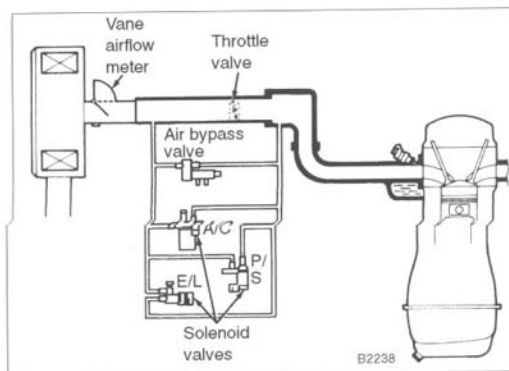 Vane
airflow
meter
Throttle
valve
Air bypass
valve
A/C
P/
S
E/L
Solenoid
valves
B2238